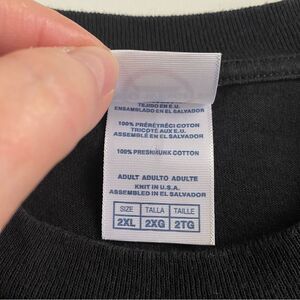 TEJIDO EN E.U.
ENSAMBLADO EN EL SALVADOR
100% PRÉRÉTRÉCI COTON
TRICOTÉ AUX E.U.
ASSEMBLÉ EN EL SALVADOR
100% PRESHRUNK COTTON
ADULT ADULTO ADULTE
KNIT IN U.S.A.
ASSEMBLED IN EL SALVADOR
SIZE TALLA TAILLE
2XL 2XG 2TG